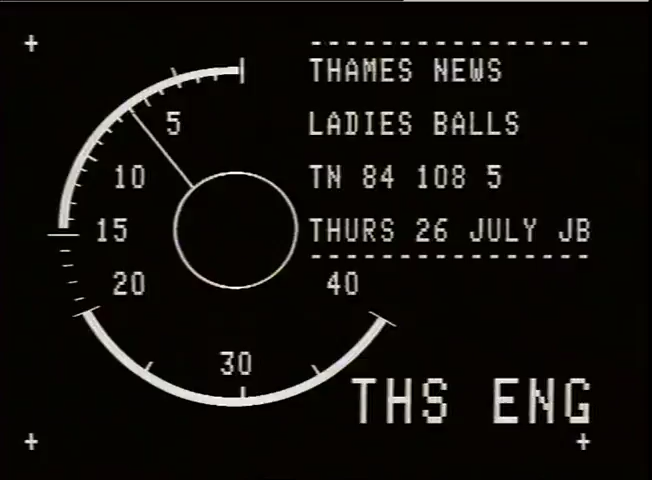 THAMES NEWS
LADIES BALLS
TN 84 108 5
THURS 26 JULY JB
5
10
15
20
30
40
THS ENG